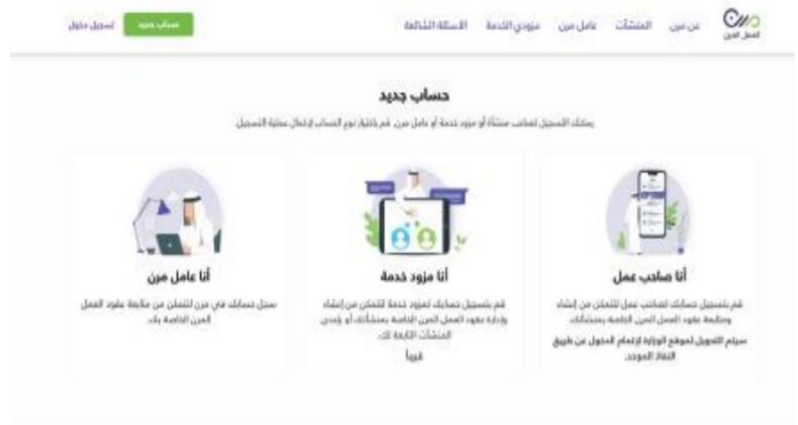 مرن
العمل المرن
عن مرن
المنشآت
عامل مرن
مزودي الخدمة
الأسئلة الشائعة
حساب جديد
تسجيل دخول
حساب جديد
يمكنك التسجيل كصاحب منشأة أو مزود خدمة أو عامل مرن، قم باختيار نوع الحساب لإكمال عملية التسجيل.
أنا صاحب عمل
قم بتسجيل حسابك كصاحب عمل لتتمكن من إنشاء
ومتابعة عقود العمل المرن الخاصة بمنشأتك.
سيتم التحويل لموقع الوزارة لإتمام الدخول عن طريق
النفاذ الموحد.
أنا مزود خدمة
قم بتسجيل حسابك كمزود خدمة لتتمكن من إنشاء
وإدارة عقود العمل المرن الخاصة بمنشأتك أو بإحدى
المنشآت التابعة لك.
قريباً
أنا عامل مرن
سجل حسابك في مرن لتتمكن من متابعة عقود العمل
المرن الخاصة بك.